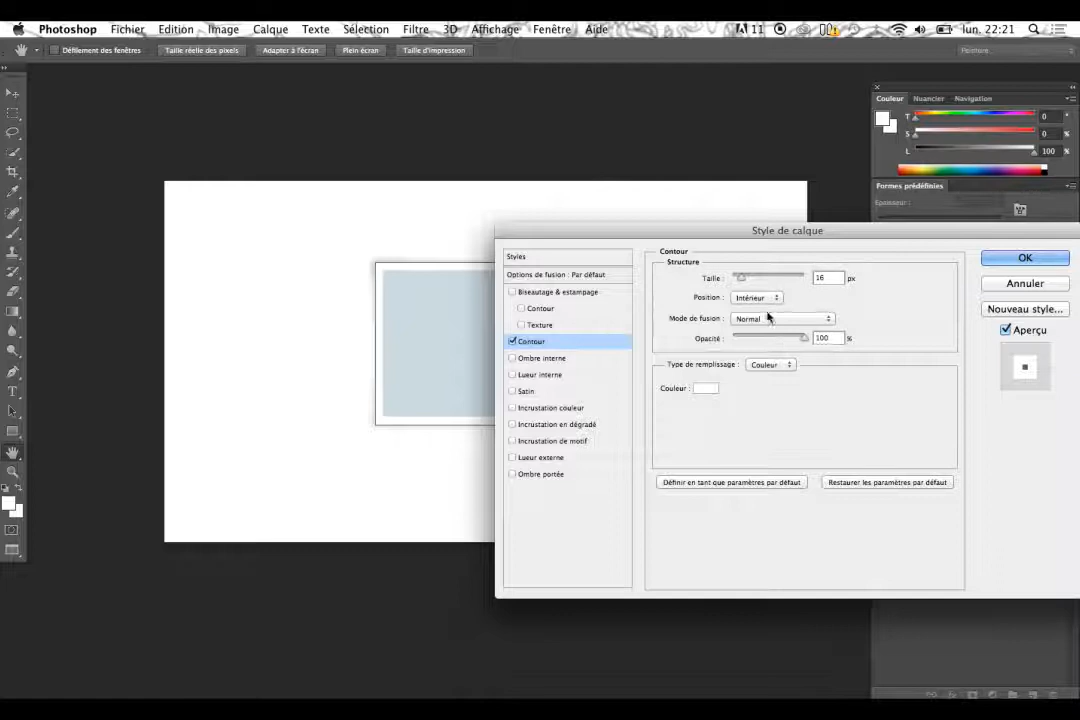 Photoshop Fichier Edition Image Calque Texte Sélection Filtre 3D Affichage Fenêtre Aide 11 lun. 22:21
Défilement des fenêtres Taille réelle des pixels Adapter à l'écran Plein écran Taille d'impression Peinture
Couleur Nuancier Navigation
T 0 °
S 0 %
L 100 %
Formes prédéfinies
Epaisseur :
Style de calque
Styles
Options de fusion : Par défaut
Biseautage & estampage
Contour
Texture
Contour
Ombre interne
Lueur interne
Satin
Incrustation couleur
Incrustation en dégradé
Incrustation de motif
Lueur externe
Ombre portée
Contour
Structure
Taille : 16 px
Position : Intérieur
Mode de fusion : Normal
Opacité : 100 %
Type de remplissage : Couleur
Couleur :
Définir en tant que paramètres par défaut Restaurer les paramètres par défaut
OK
Annuler
Nouveau style...
Aperçu